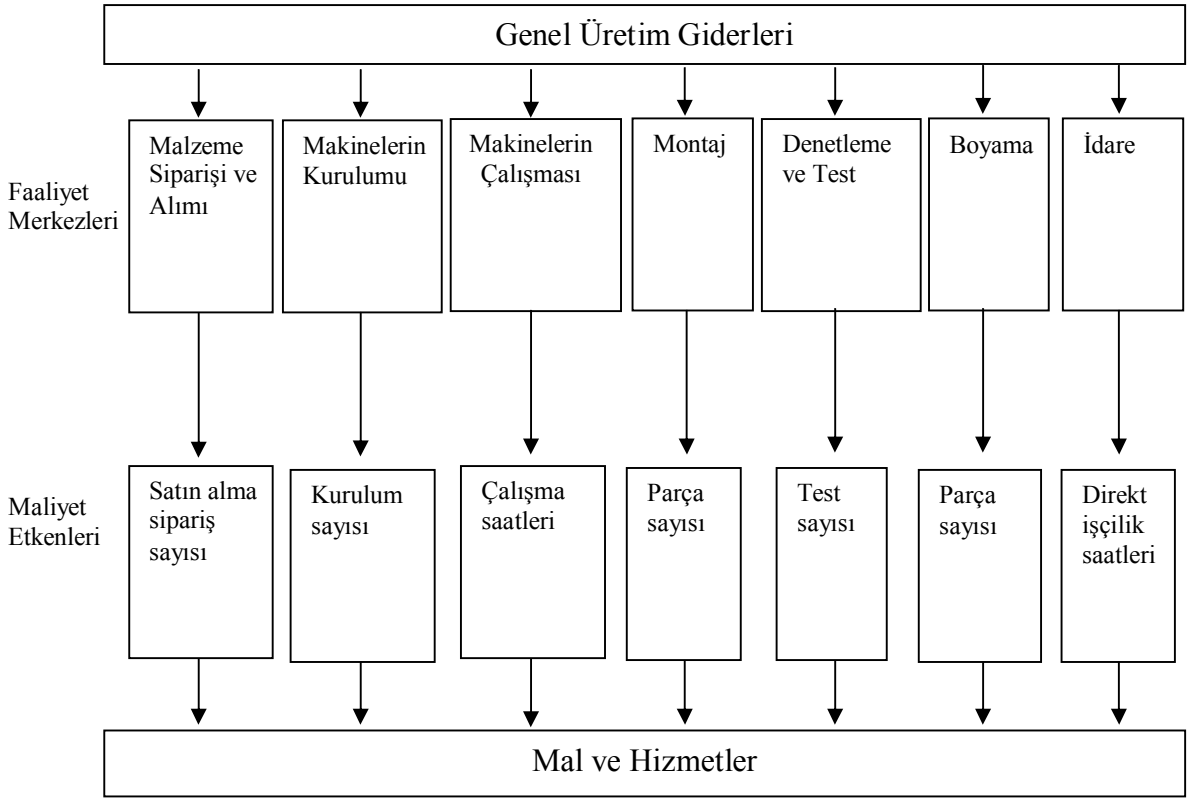 Genel Üretim Giderleri
Faaliyet
Merkezleri
Malzeme
Siparişi ve
Alımı
Makinelerin
Kurulumu
Makinelerin
Çalışması
Montaj
Denetleme
ve Test
Boyama
İdare
Maliyet
Etkenleri
Satın alma
sipariş
sayısı
Kurulum
sayısı
Çalışma
saatleri
Parça
sayısı
Test
sayısı
Parça
sayısı
Direkt
işçilik
saatleri
Mal ve Hizmetler